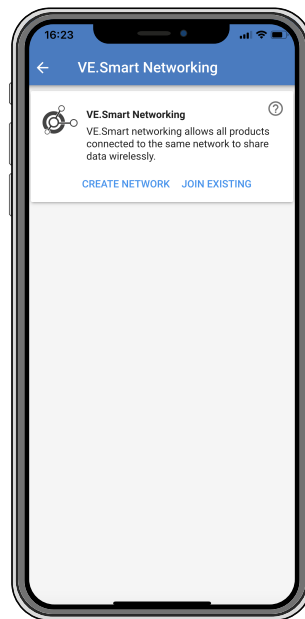 16:23
VE.Smart Networking
VE.Smart Networking
VE.Smart networking allows all products
connected to the same network to share
data wirelessly.
CREATE NETWORK JOIN EXISTING